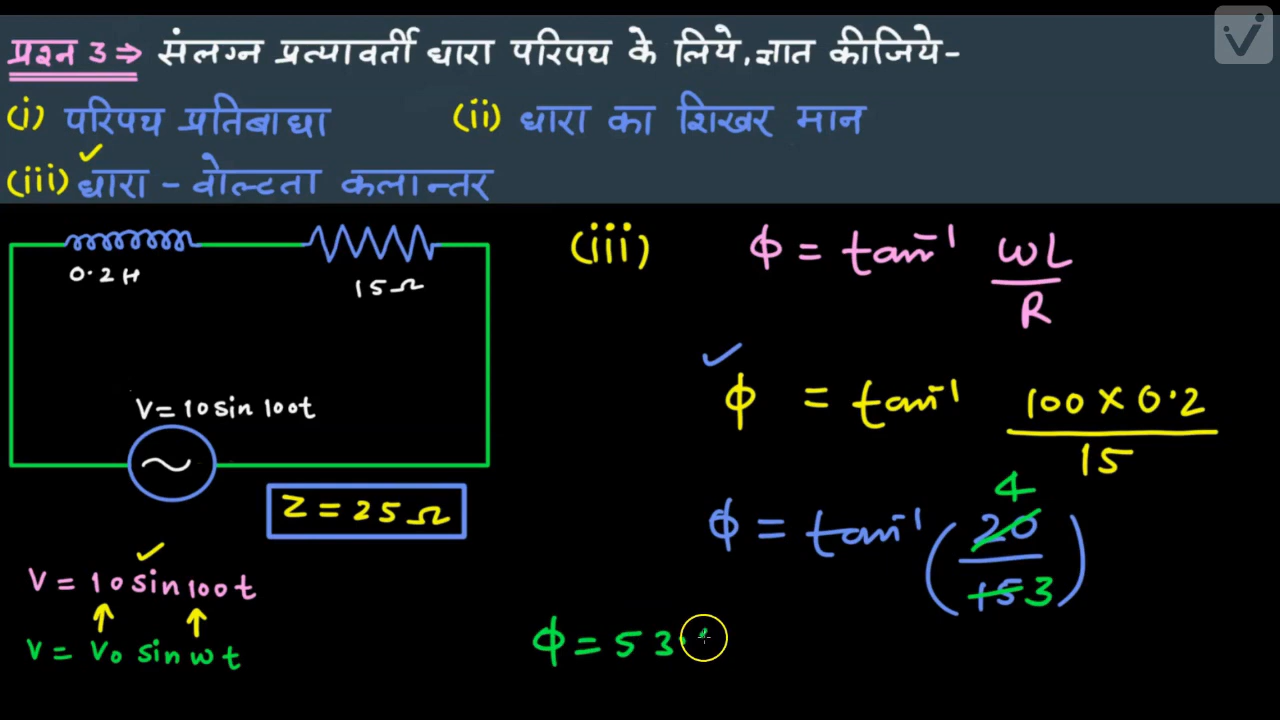 प्रश्न 3 ⇒ संलग्न प्रत्यावर्ती धारा परिपथ के लिये, ज्ञात कीजिये-
(i) परिपथ प्रतिबाधा (ii) धारा का शिखर मान
(iii) धारा - वोल्टता कलान्तर
0.2 H
15 Ω
V = 10 sin 100t
Z = 25 Ω
V = 10 sin 100t
V = V₀ sin ωt
(iii) ϕ = tan⁻¹ ωL/R
ϕ = tan⁻¹ 100 × 0.2/15
4
ϕ = tan⁻¹ (20/15) 3
ϕ = 53.